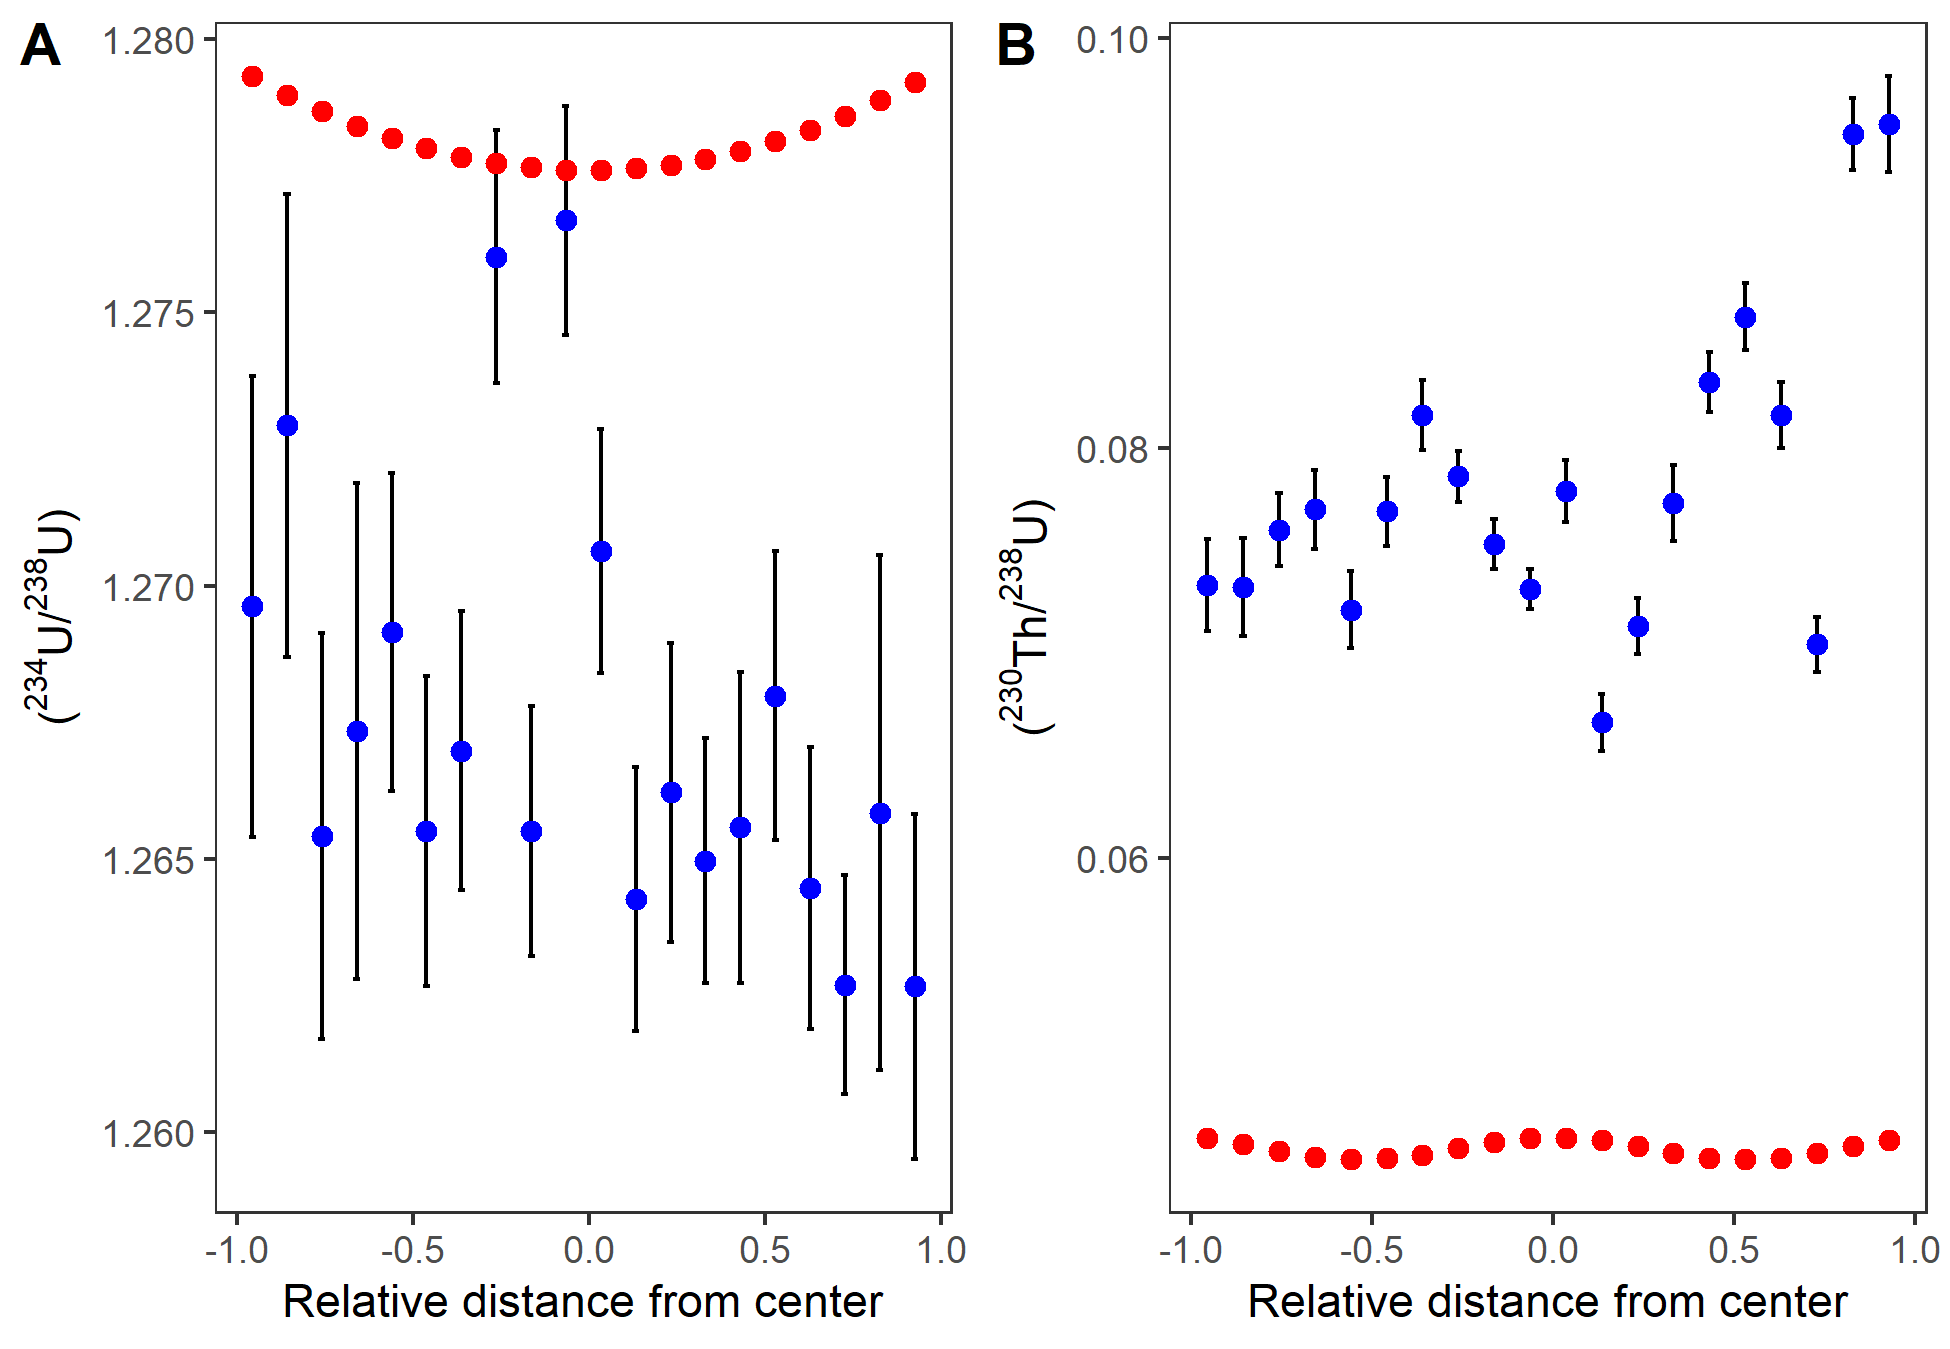 A
1.280
1.275
1.270
1.265
1.260
(²³⁴U/²³⁸U)
-1.0 -0.5 0.0 0.5 1.0
Relative distance from center
B
0.10
0.08
0.06
(²³⁰Th/²³⁸U)
-1.0 -0.5 0.0 0.5 1.0
Relative distance from center